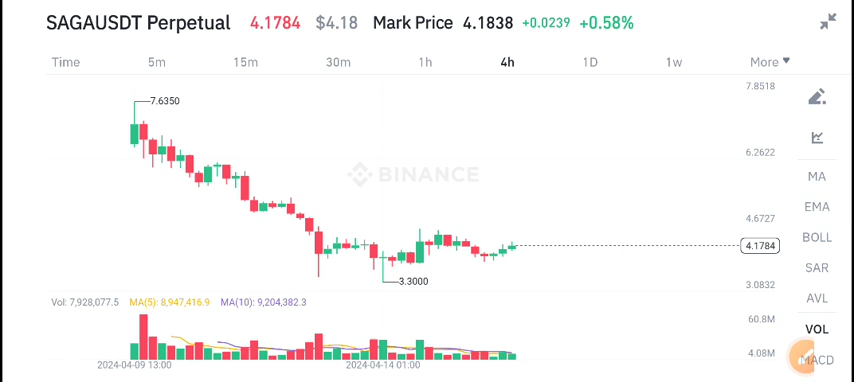 SAGAUSDT Perpetual 4.1784 $4.18 Mark Price 4.1838 +0.0239 +0.58%
Time 5m 15m 30m 1h 4h 1D 1w More
7.6350
7.8518
6.2622
BINANCE
MA
EMA
4.6727
BOLL
4.1784
SAR
3.3000
3.0832
AVL
Vol: 7,928,077.5 MA(5): 8,947,416.9 MA(10): 9,204,382.3
60.8M
VOL
4.08M
MACD
2024-04-09 13:00 2024-04-14 01:00